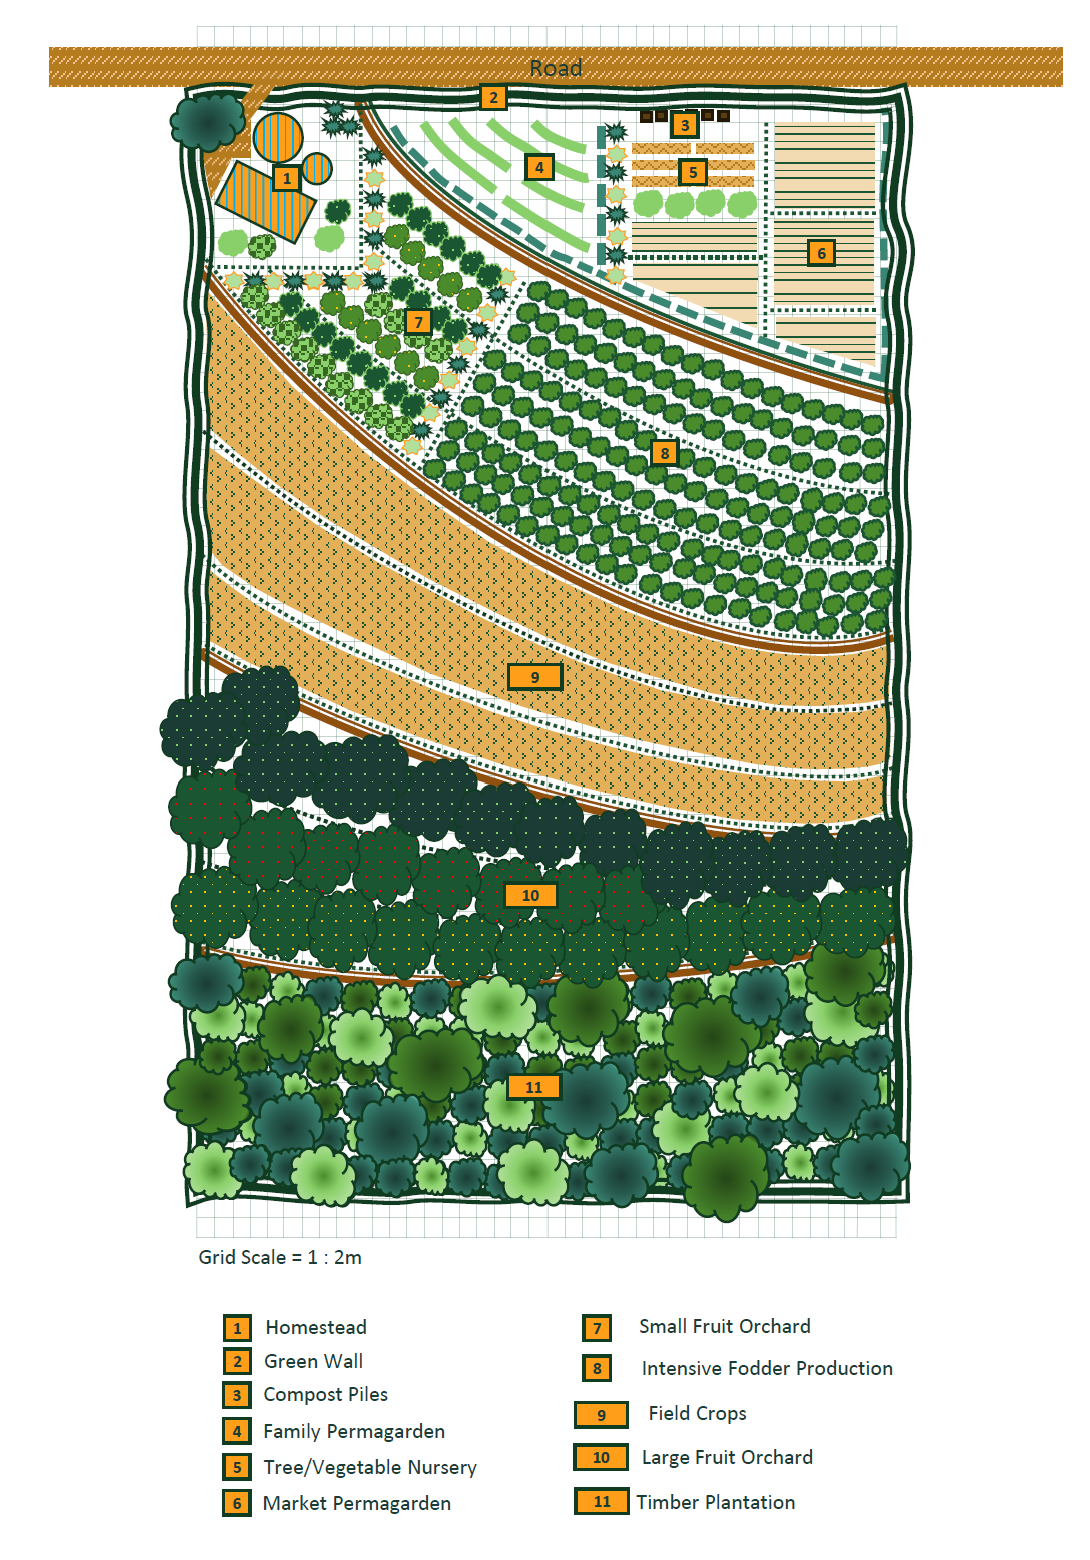 Road
2
3
4
5
1
6
7
8
9
10
11
Grid Scale = 1 : 2m
1 Homestead
2 Green Wall
3 Compost Piles
4 Family Permagarden
5 Tree/Vegetable Nursery
6 Market Permagarden
7 Small Fruit Orchard
8 Intensive Fodder Production
9 Field Crops
10 Large Fruit Orchard
11 Timber Plantation